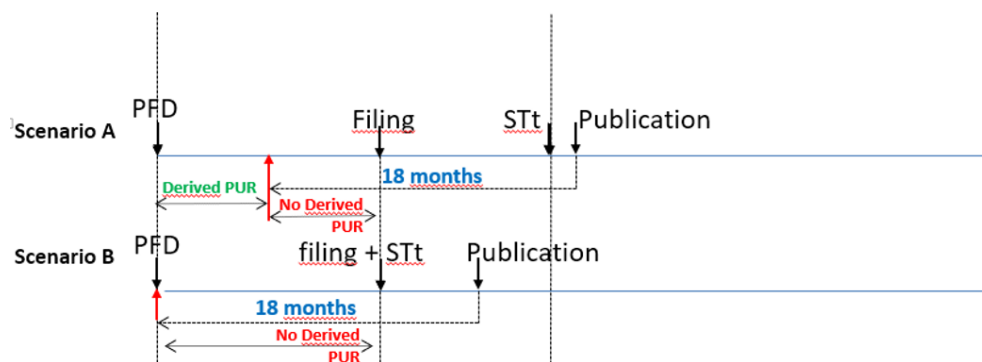 PFD
Filing
STt
Publication
Scenario A
18 months
Derived PUR
No Derived
PUR
PFD
filing + STt
Publication
Scenario B
18 months
No Derived
PUR